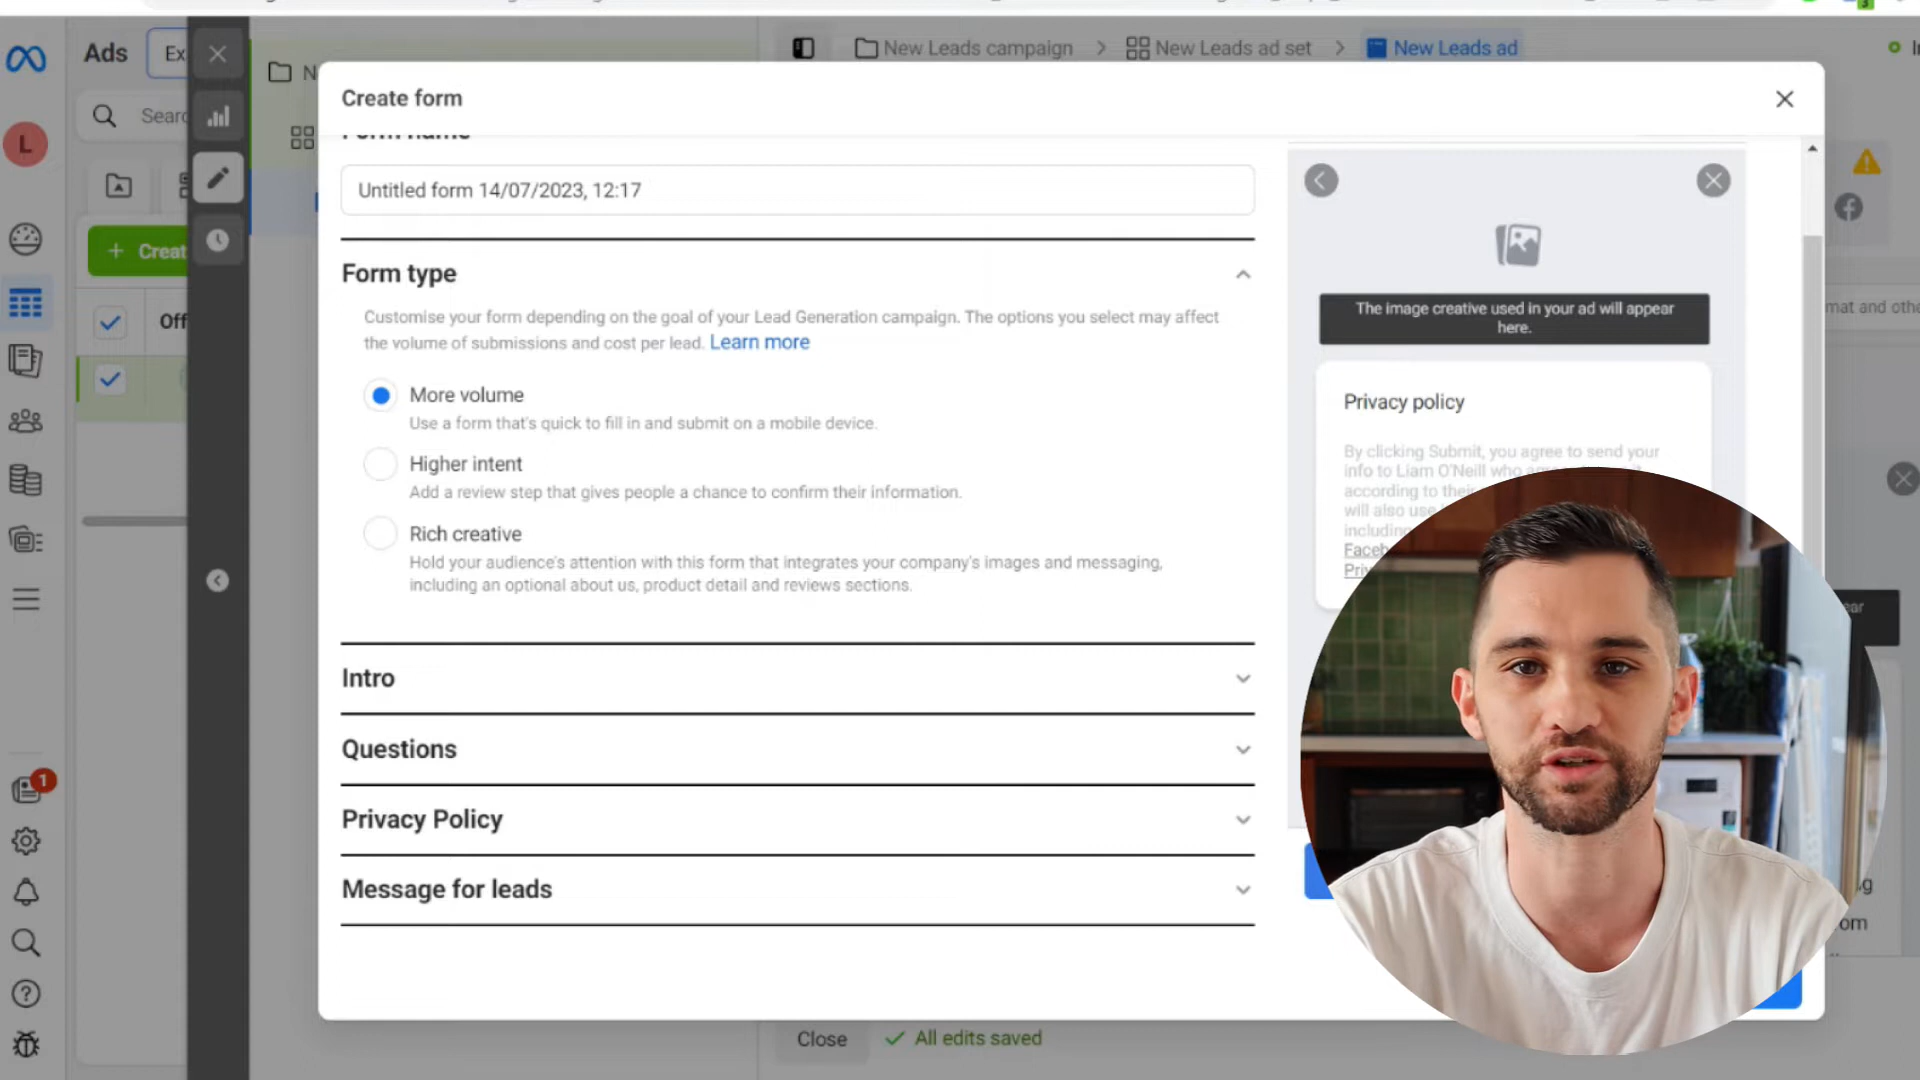 3
Ads
Ex
New Leads campaign
New Leads ad set
New Leads ad
L
N
Create form
Form name
Untitled form 14/07/2023, 12:17
Form type
Customise your form depending on the goal of your Lead Generation campaign. The options you select may affect
the volume of submissions and cost per lead. Learn more
More volume
Use a form that's quick to fill in and submit on a mobile device.
Higher intent
Add a review step that gives people a chance to confirm their information.
Rich creative
Hold your audience's attention with this form that integrates your company's images and messaging,
including an optional about us, product detail and reviews sections.
Intro
Questions
Privacy Policy
Message for leads
The image creative used in your ad will appear
here.
Privacy policy
By clicking Submit, you agree to send your
info to Liam O'Neill who
according to their
will also use
including
Off
1
Close
All edits saved